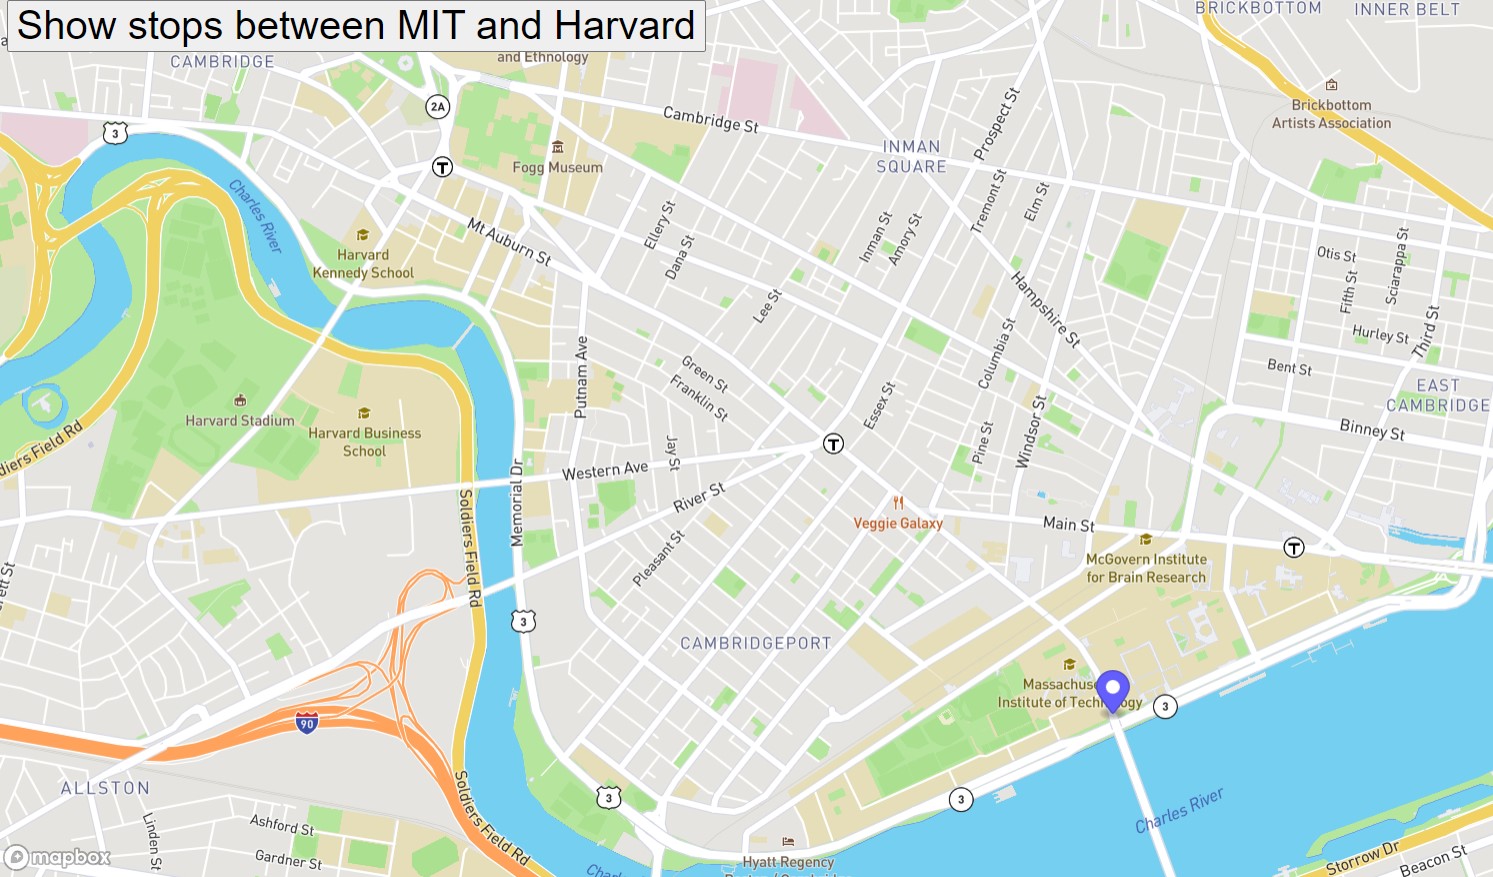 Show stops between MIT and Harvard
BRICKBOTTOM
INNER BELT
CAMBRIDGE
and Ethnology
2A
3
Cambridge St
Prospect St
Brickbottom
Artists Association
INMAN
SQUARE
T
Fogg Museum
Charles River
Harvard
Kennedy School
Mt Auburn St
Ellery St
Dana St
Inman St
Amory St
Tremont St
Elm St
Otis St
Sciarappa St
Fifth St
Third St
Hurley St
Hampshire St
Lee St
Columbia St
Bent St
EAST
CAMBRIDGE
Putnam Ave
Green St
Franklin St
Essex St
Windsor St
Pine St
Binney St
Harvard Stadium
Harvard Business
School
diers Field Rd
T
Jay St
Western Ave
River St
Memorial Dr
Soldiers Field Rd
Veggie Galaxy
Main St
T
McGovern Institute
for Brain Research
Pleasant St
rett St
3
CAMBRIDGEPORT
Massachuse
Institute of Tech
ogy
3
90
ALLSTON
Soldiers Field Rd
3
3
Charles River
Linden St
Ashford St
Gardner St
Hyatt Regency
Storrow Dr
Beacon St
Charl
mapbox